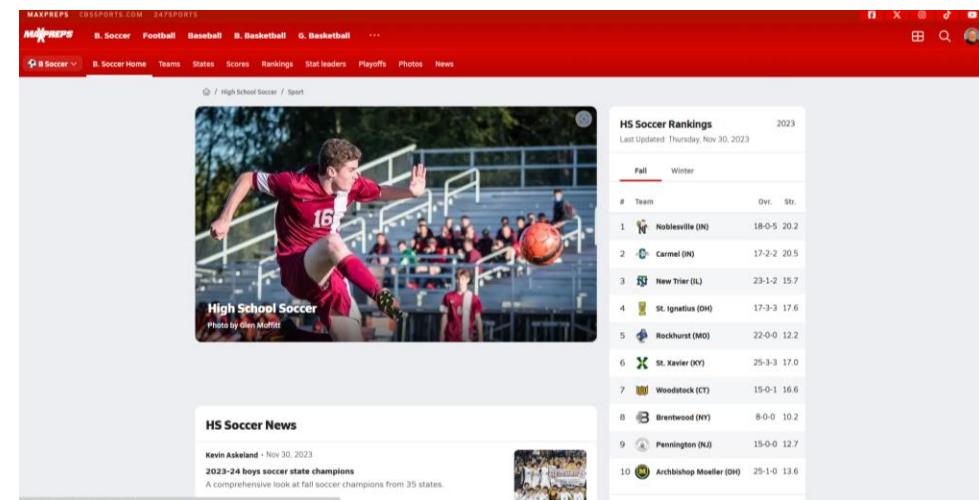 MAXPREPS CBSSPORTS.COM 247SPORTS
MAXPREPS B. Soccer Football Baseball B. Basketball G. Basketball ...
B Soccer B. Soccer Home Teams States Scores Rankings Stat leaders Playoffs Photos News
/ High School Soccer / Sport
16
16
High School Soccer
Photo by Glen Moffitt
HS Soccer Rankings 2023
Last Updated: Thursday, Nov 30, 2023
Fall Winter
# Team Ovr. Str.
1 Noblesville (IN) 18-0-5 20.2
2 Carmel (IN) 17-2-2 20.5
3 New Trier (IL) 23-1-2 15.7
4 St. Ignatius (OH) 17-3-3 17.6
5 Rockhurst (MO) 22-0-0 12.2
6 St. Xavier (KY) 25-3-3 17.0
7 Woodstock (CT) 15-0-1 16.6
8 Brentwood (NY) 8-0-0 10.2
9 Pennington (NJ) 15-0-0 12.7
10 Archbishop Moeller (OH) 25-1-0 13.6
HS Soccer News
Kevin Askeland • Nov 30, 2023
2023-24 boys soccer state champions
A comprehensive look at fall soccer champions from 35 states.